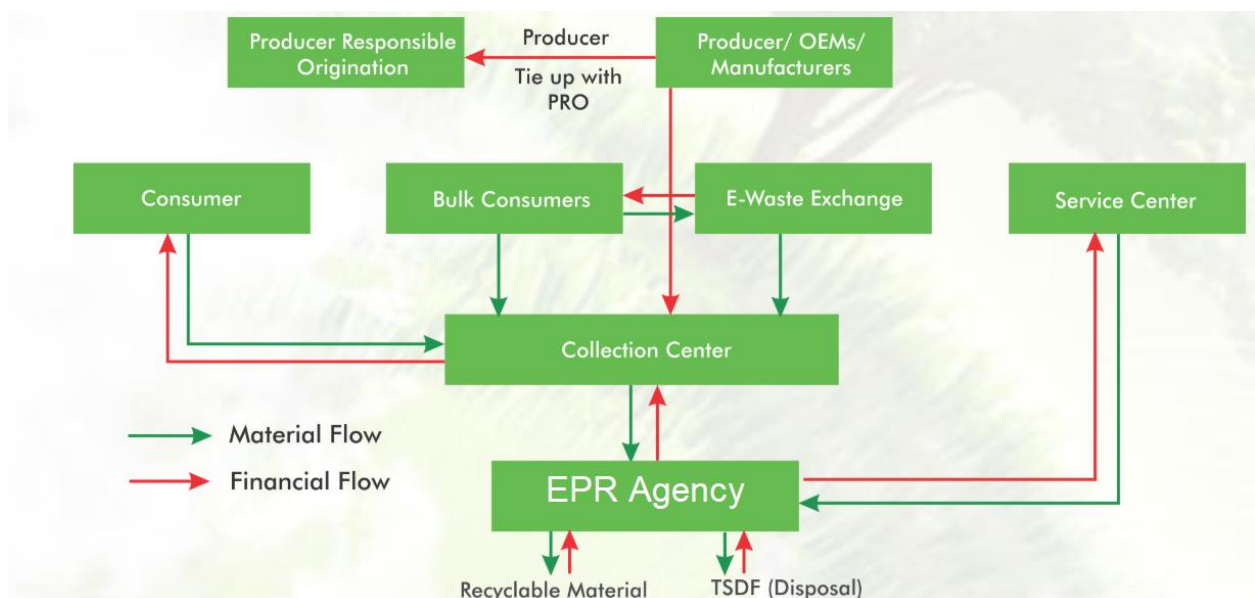 Producer Responsible
Origination
Producer
Tie up with
PRO
Producer/ OEMs/
Manufacturers
Consumer
Bulk Consumers
E-Waste Exchange
Service Center
Collection Center
Material Flow
Financial Flow
EPR Agency
Recyclable Material
TSDF (Disposal)